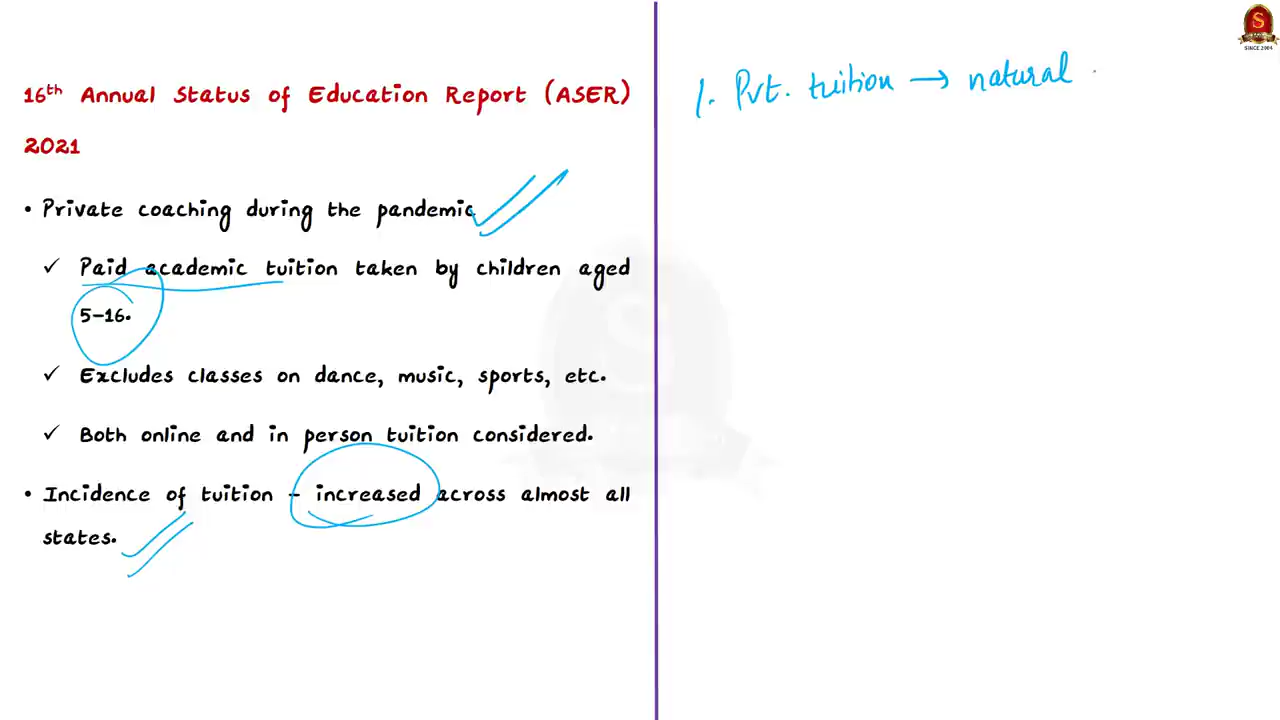 16th Annual Status of Education Report (ASER)
2021
• Private coaching during the pandemic
✓ Paid academic tuition taken by children aged
5-16.
✓ Excludes classes on dance, music, sports, etc.
✓ Both online and in person tuition considered.
• Incidence of tuition - increased across almost all
states.
1. Pvt. tuition → natural
S
SINCE 2004